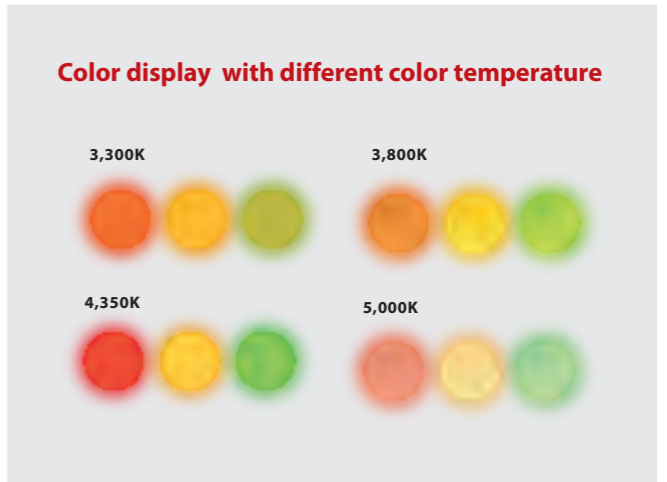 Color display with different color temperature
3,300K
3,800K
4,350K
5,000K